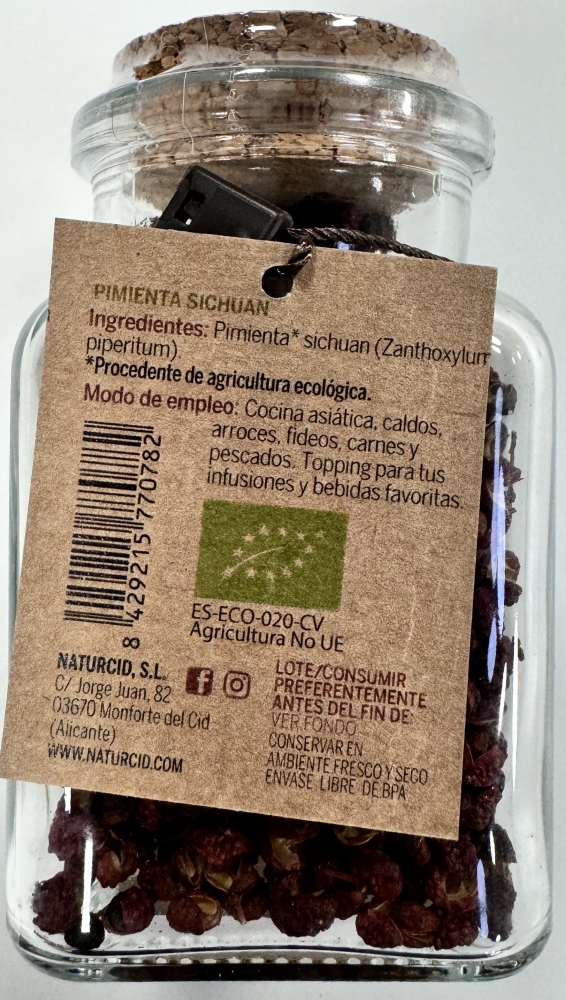 PIMIENTA SICHUAN
Ingredientes: Pimienta* sichuan (Zanthoxylum
piperitum).
*Procedente de agricultura ecológica.
Modo de empleo: Cocina asiática, caldos,
arroces, fideos, carnes y
pescados. Topping para tus
infusiones y bebidas favoritas.
8 429215 770782
ES-ECO-020-CV
Agricultura No UE
NATURCID, S.L.
C/ Jorge Juan, 82
03670 Monforte del Cid
(Alicante)
WWW.NATURCID.COM
LOTE/CONSUMIR
PREFERENTEMENTE
ANTES DEL FIN DE:
VER FONDO
CONSERVAR EN
AMBIENTE FRESCO Y SECO
ENVASE LIBRE DE BPA